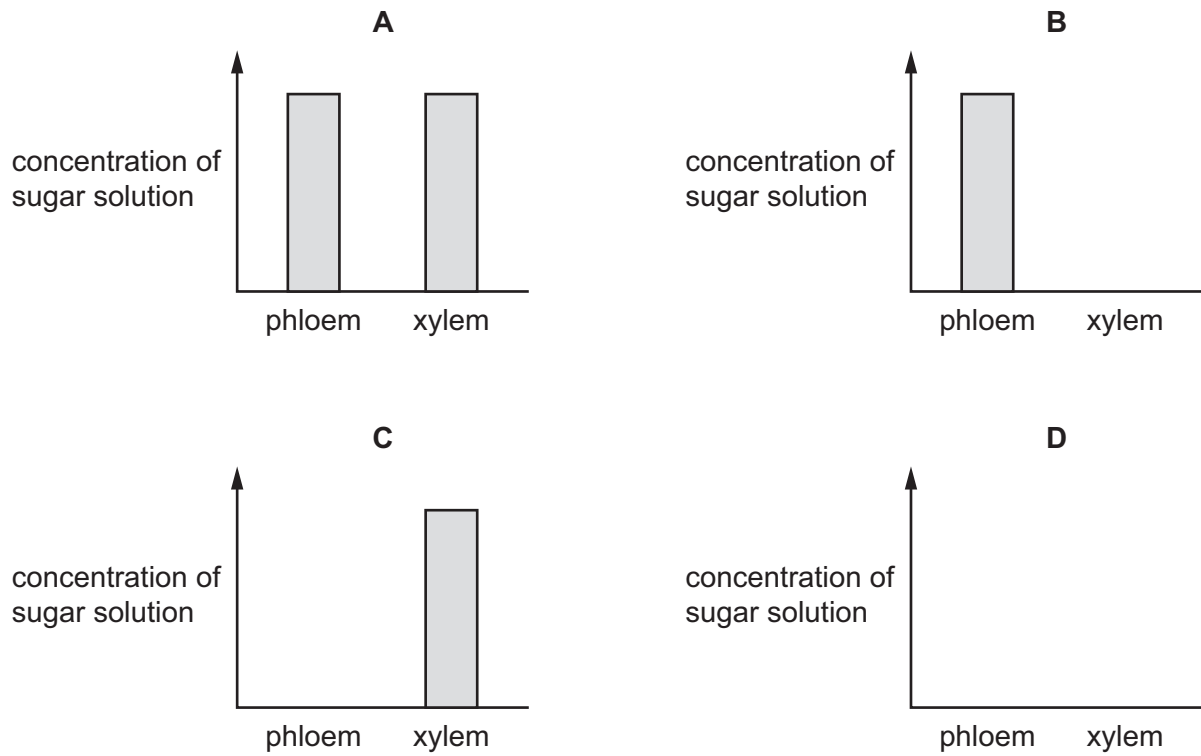 A
concentration of
sugar solution
phloem xylem
B
concentration of
sugar solution
phloem xylem
C
concentration of
sugar solution
phloem xylem
D
concentration of
sugar solution
phloem xylem